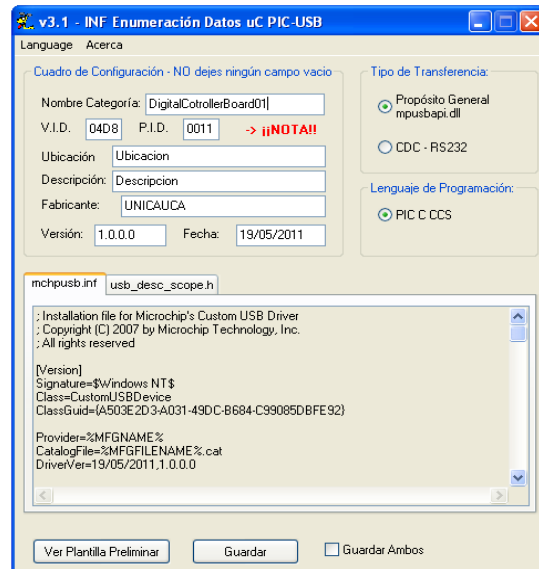 v3.1 - INF Enumeración Datos uC PIC-USB
Language Acerca
Cuadro de Configuración - NO dejes ningún campo vacio
Nombre Categoría: DigitalCotrollerBoard01
V.I.D. 04D8 P.I.D. 0011 -> ¡¡NOTA!!
Ubicación Ubicacion
Descripción: Descripcion
Fabricante: UNICAUCA
Versión: 1.0.0.0 Fecha: 19/05/2011
Tipo de Transferencia:
Propósito General
mpusbapi.dll
CDC - RS232
Lenguaje de Programación:
PIC C CCS
mchpusb.inf usb_desc_scope.h
; Installation file for Microchip's Custom USB Driver
; Copyright (C) 2007 by Microchip Technology, Inc.
; All rights reserved
[Version]
Signature=$Windows NT$
Class=CustomUSBDevice
ClassGuid={A503E2D3-A031-49DC-B684-C99085DBFE92}
Provider=%MFGNAME%
CatalogFile=%MFGFILENAME%.cat
DriverVer=19/05/2011,1.0.0.0
Ver Plantilla Preliminar Guardar Guardar Ambos